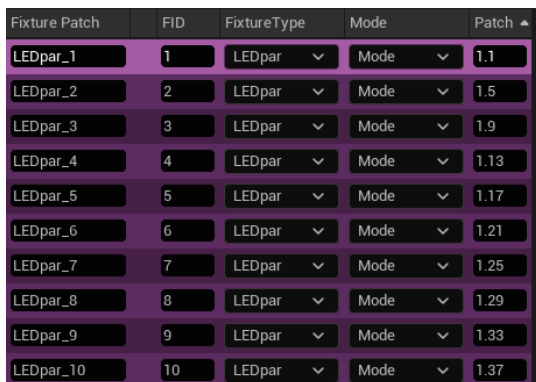 Fixture Patch FID FixtureType Mode Patch
LEDpar_1 1 LEDpar Mode 1.1
LEDpar_2 2 LEDpar Mode 1.5
LEDpar_3 3 LEDpar Mode 1.9
LEDpar_4 4 LEDpar Mode 1.13
LEDpar_5 5 LEDpar Mode 1.17
LEDpar_6 6 LEDpar Mode 1.21
LEDpar_7 7 LEDpar Mode 1.25
LEDpar_8 8 LEDpar Mode 1.29
LEDpar_9 9 LEDpar Mode 1.33
LEDpar_10 10 LEDpar Mode 1.37